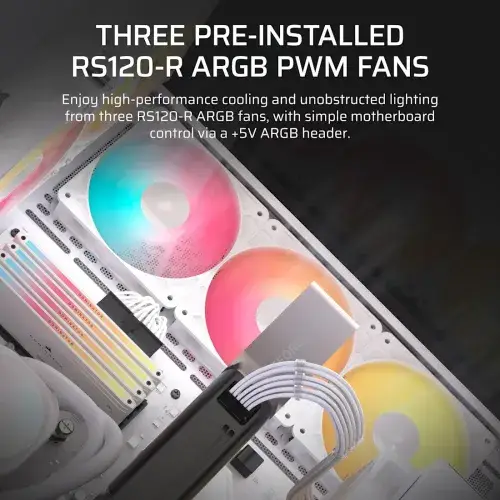 THREE PRE-INSTALLED
RS120-R ARGB PWM FANS
Enjoy high-performance cooling and unobstructed lighting
from three RS120-R ARGB fans, with simple motherboard
control via a +5V ARGB header.